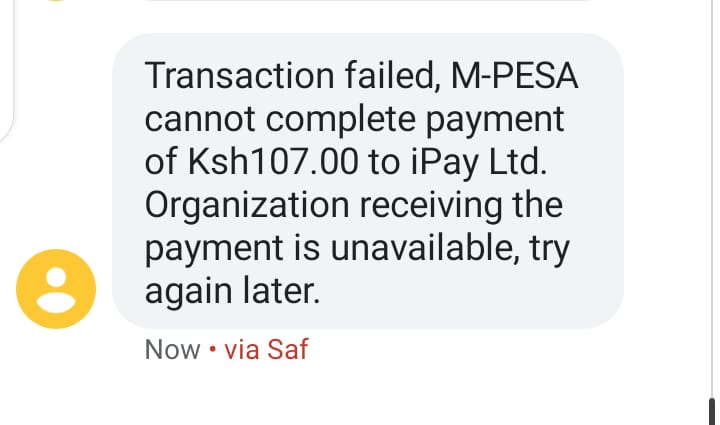 Transaction failed, M-PESA
cannot complete payment
of Ksh107.00 to iPay Ltd.
Organization receiving the
payment is unavailable, try
again later.
Now • via Saf